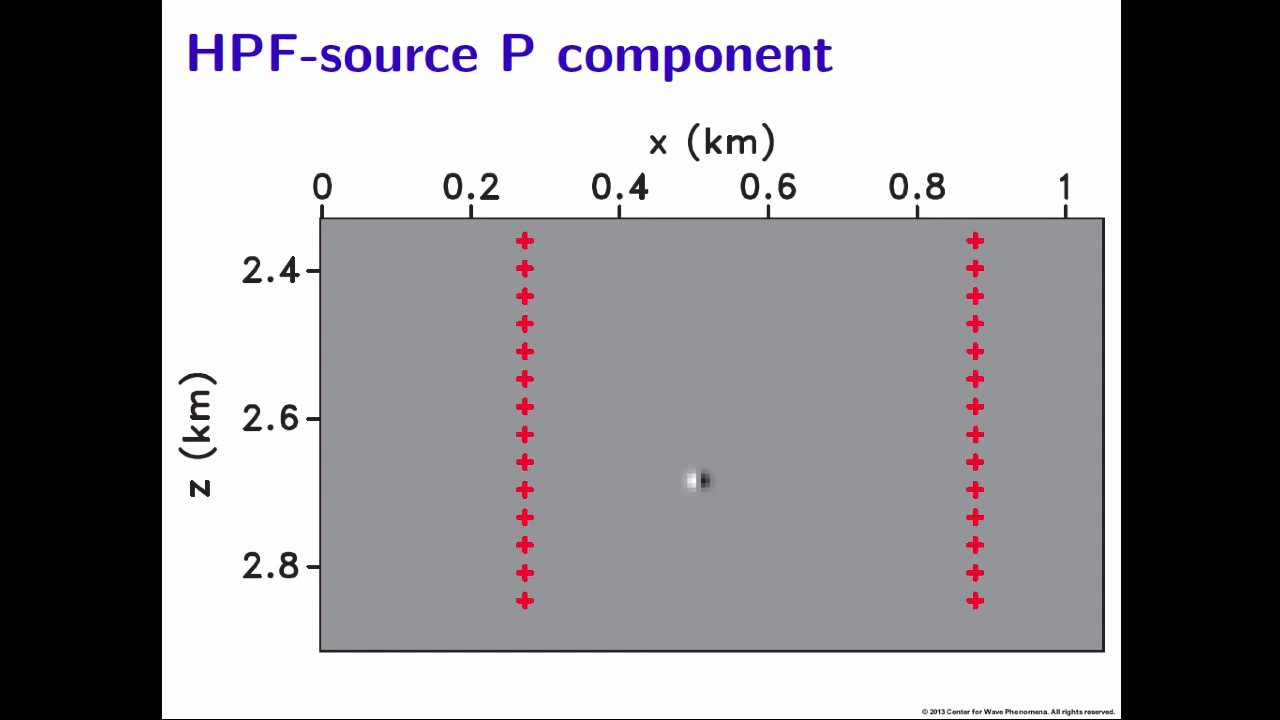 HPF-source P component
x (km)
0 0.2 0.4 0.6 0.8 1
2.4
2.6
2.8
z (km)
© 2013 Center for Wave Phenomena. All rights reserved.